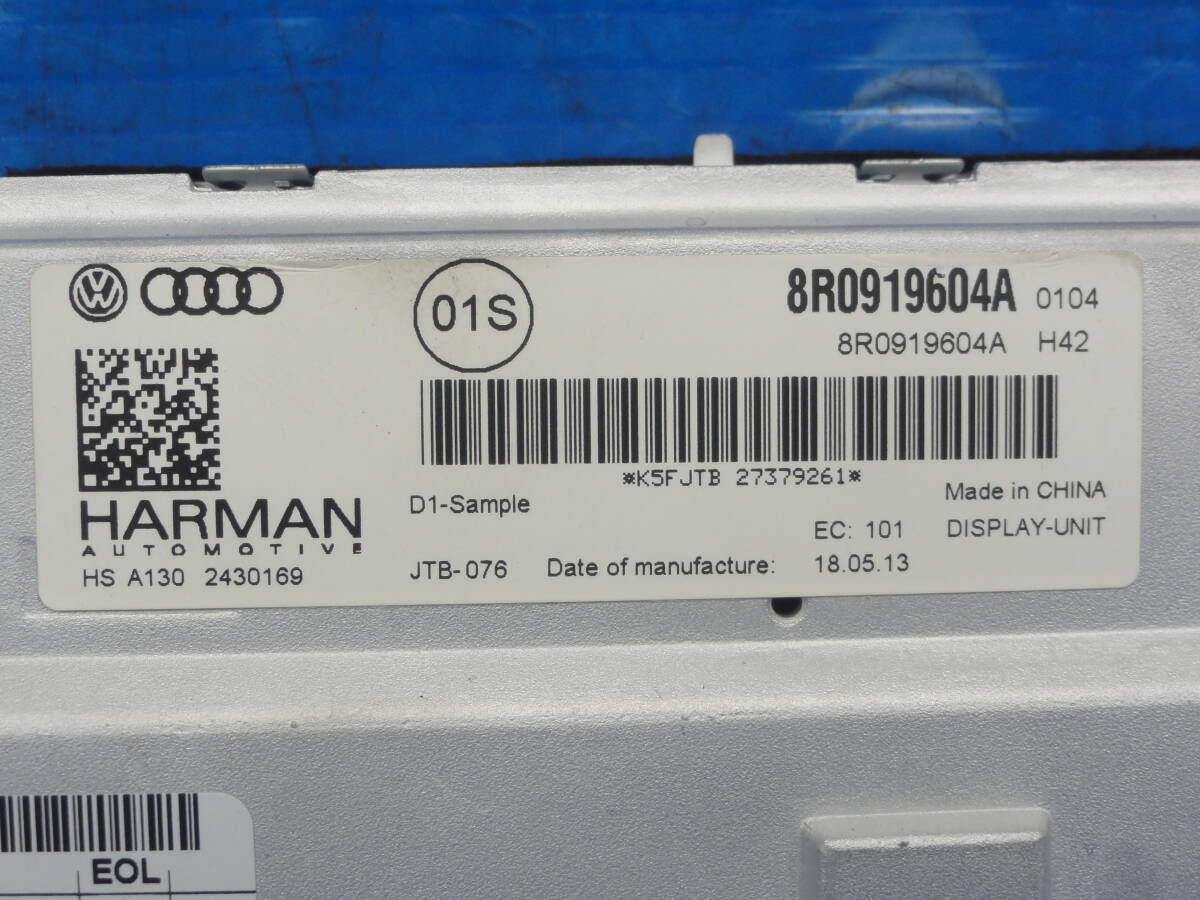 01S
8R0919604A 0104
8R0919604A H42
*K5FJTB 27379261*
HARMAN
AUTOMOTIVE
HS A130 2430169
D1-Sample
Made in CHINA
EC: 101 DISPLAY-UNIT
JTB-076 Date of manufacture: 18.05.13
EOL